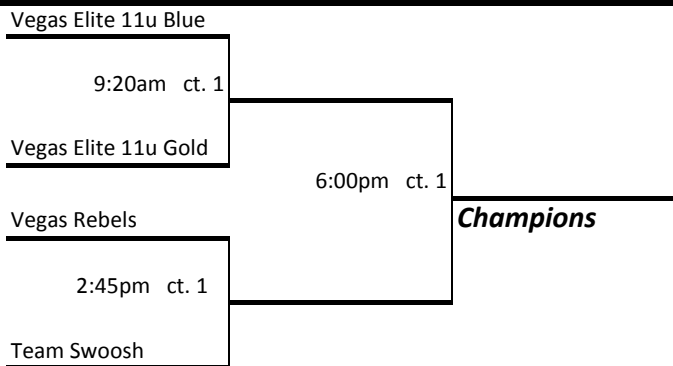 Vegas Elite 11u Blue
9:20am ct. 1
Vegas Elite 11u Gold
6:00pm ct. 1
Vegas Rebels
Champions
2:45pm ct. 1
Team Swoosh